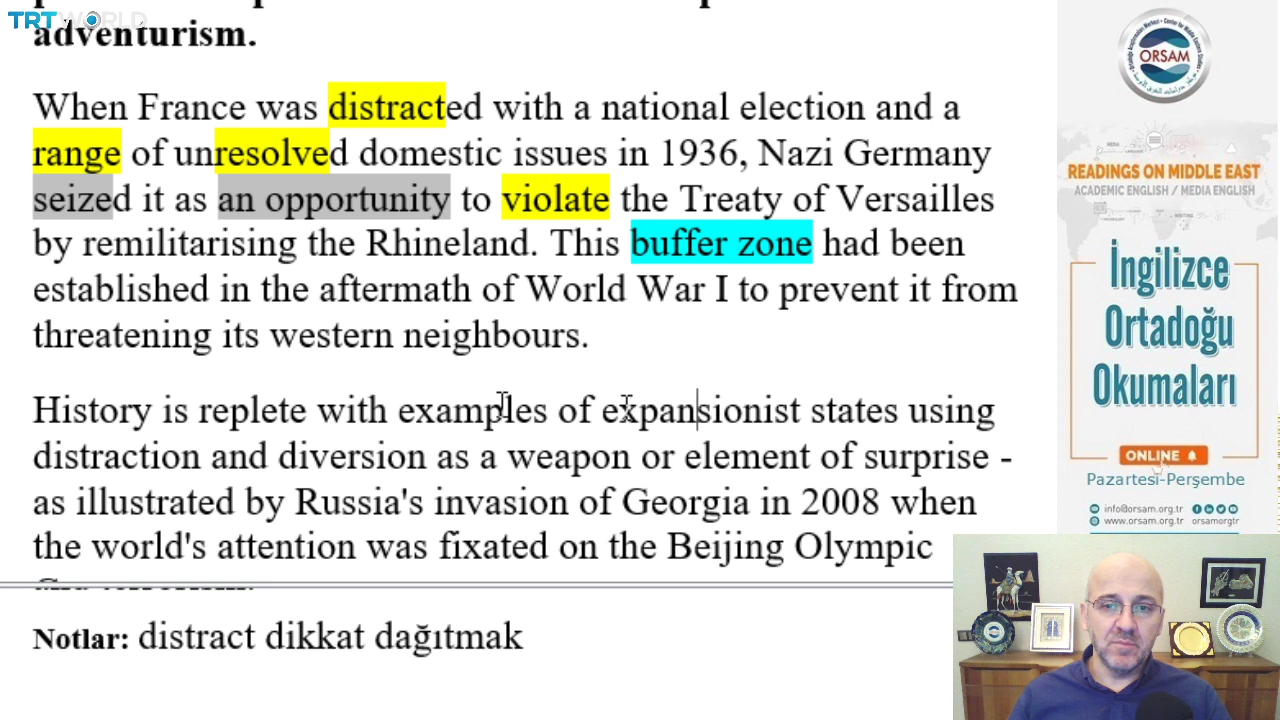 TRT WORLD
adventurism.
When France was distracted with a national election and a
range of unresolved domestic issues in 1936, Nazi Germany
seized it as an opportunity to violate the Treaty of Versailles
by remilitarising the Rhineland. This buffer zone had been
established in the aftermath of World War I to prevent it from
threatening its western neighbours.
History is replete with examples of expansionist states using
distraction and diversion as a weapon or element of surprise -
as illustrated by Russia's invasion of Georgia in 2008 when
the world's attention was fixated on the Beijing Olympic
Notlar: distract dikkat dağıtmak
ORSAM
READINGS ON MIDDLE EAST
ACADEMIC ENGLISH / MEDIA ENGLISH
İngilizce
Ortadoğu
Okumaları
ONLINE
Pazartesi-Perşembe
info@orsam.org.tr
www.orsam.org.tr orsamorgtr